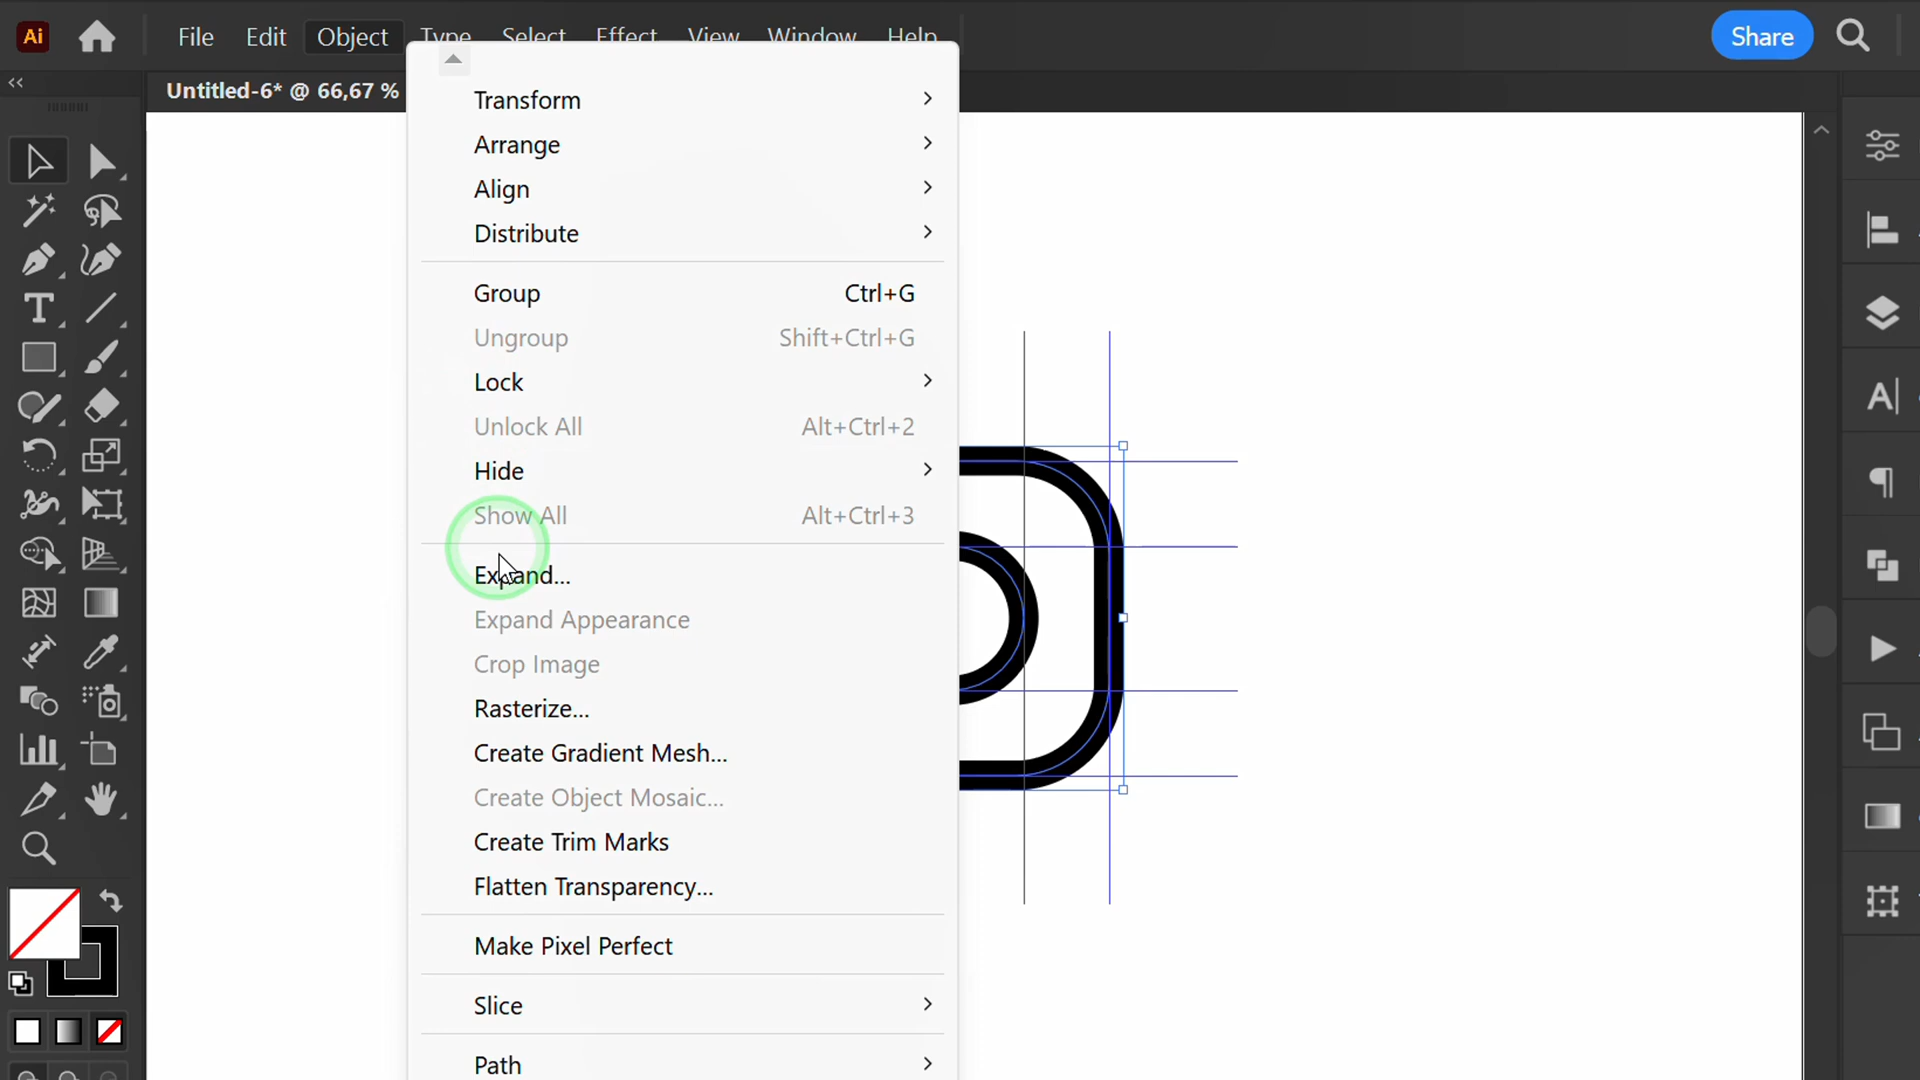 Ai
File Edit Object Type Select Effect View Window Help
Share
Untitled-6* @ 66,67 %
Transform
Arrange
Align
Distribute
Group Ctrl+G
Ungroup Shift+Ctrl+G
Lock
Unlock All Alt+Ctrl+2
Hide
Show All Alt+Ctrl+3
Expand...
Expand Appearance
Crop Image
Rasterize...
Create Gradient Mesh...
Create Object Mosaic...
Create Trim Marks
Flatten Transparency...
Make Pixel Perfect
Slice
Path